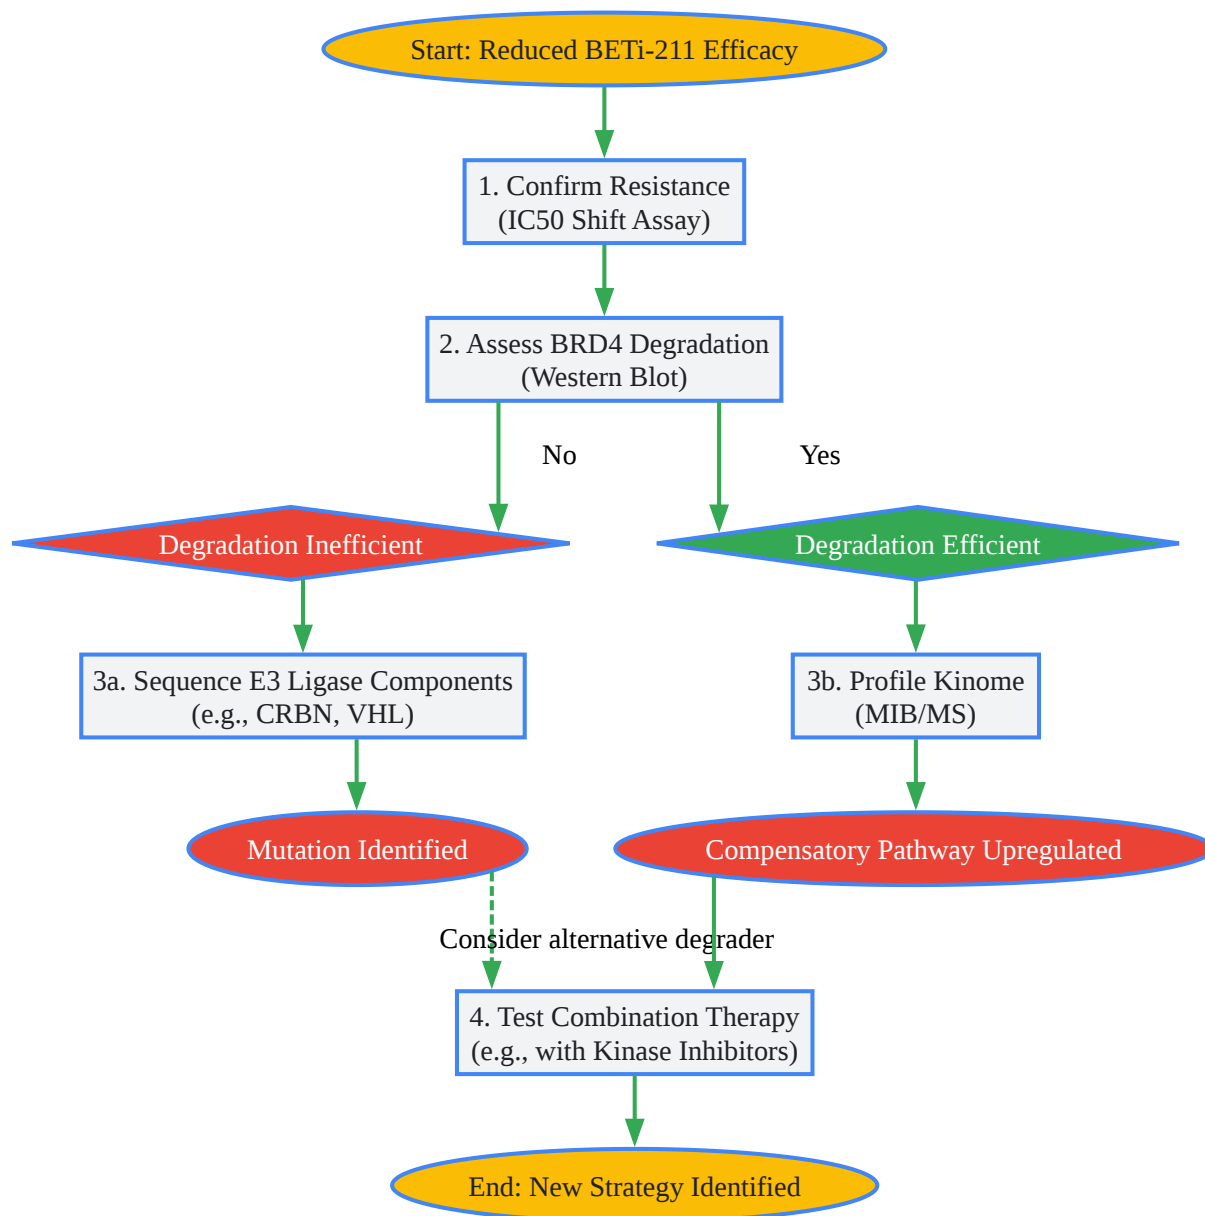 Start: Reduced BETi-211 Efficacy
1. Confirm Resistance
(IC50 Shift Assay)
2. Assess BRD4 Degradation
(Western Blot)
No
Yes
Degradation Inefficient
Degradation Efficient
3a. Sequence E3 Ligase Components
(e.g., CRBN, VHL)
3b. Profile Kinome
(MIB/MS)
Mutation Identified
Compensatory Pathway Upregulated
Consider alternative degrader
4. Test Combination Therapy
(e.g., with Kinase Inhibitors)
End: New Strategy Identified